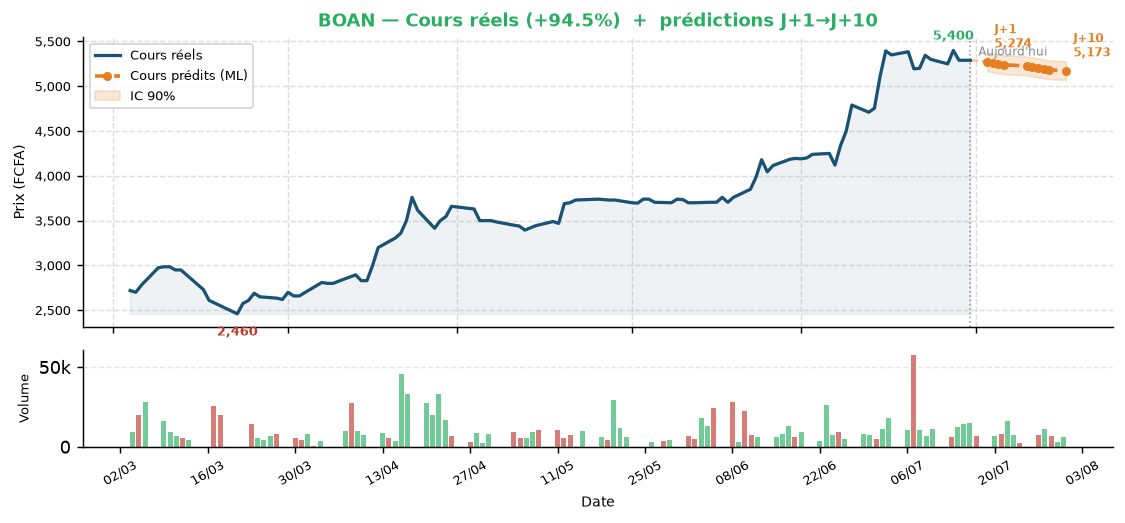 BOAN — Cours réels (+94.5%)  +  prédictions J+1→J+10
Cours réels
Cours prédits (ML)
IC 90%
5,400
J+1
5,274
Aujourd'hui
J+10
5,173
Prix (FCFA)
5,500
5,000
4,500
4,000
3,500
3,000
2,500
2,460
Volume
50k
0
02/03
16/03
30/03
13/04
27/04
11/05
25/05
08/06
22/06
06/07
20/07
03/08
Date